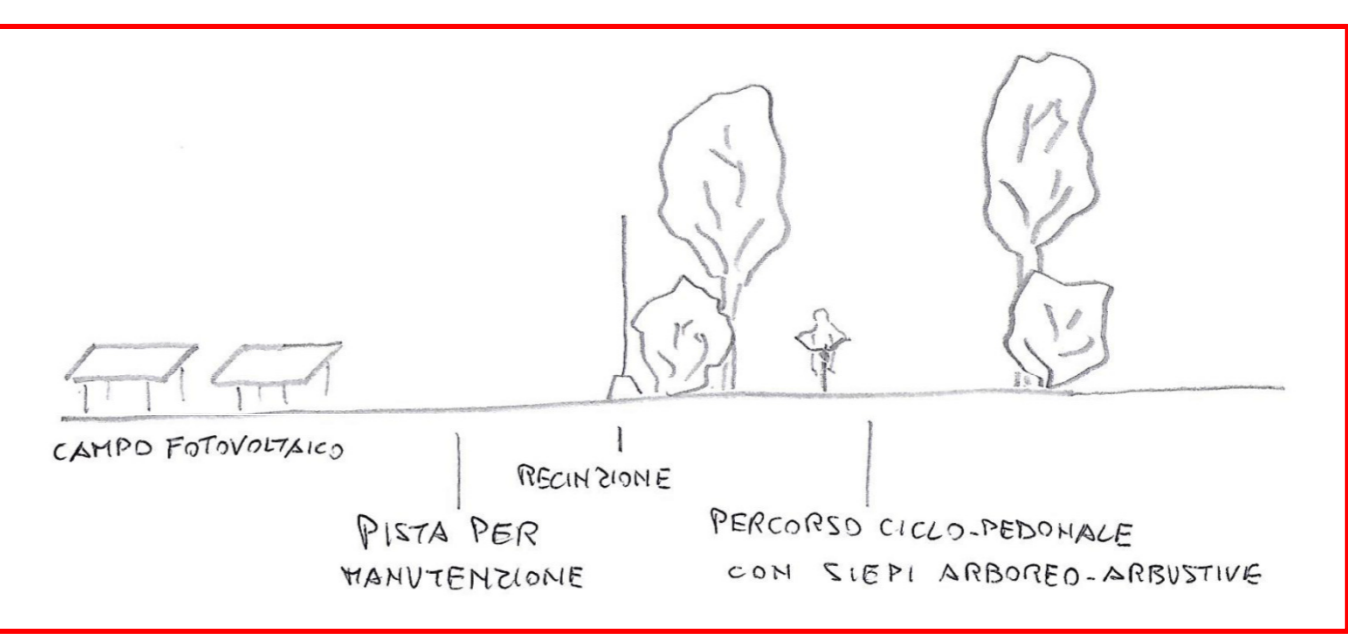 CAMPO FOTOVOLTAICO
RECINZIONE
PISTA PER
MANUTENZIONE
PERCORSO CICLO-PEDONALE
CON SIEPI ARBOREO-ARBUSTIVE